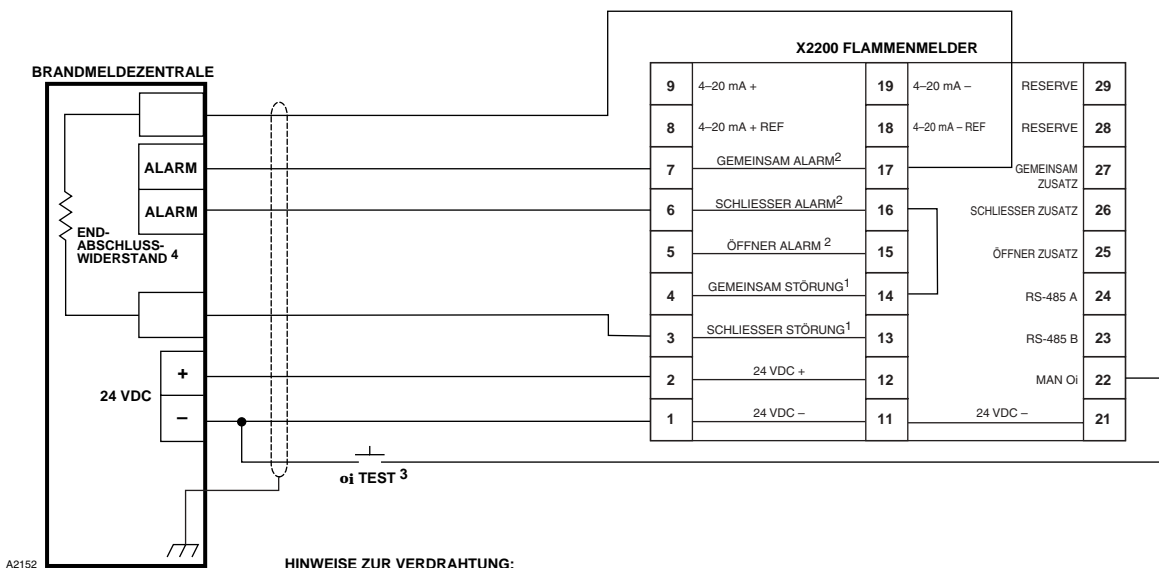 X2200 FLAMMENMELDER
BRANDMELDEZENTRALE
ALARM
ALARM
END-
ABSCHLUSS-
WIDERSTAND 4
24 VDC
+
–
oi TEST 3
9 4–20 mA + 19 4–20 mA – RESERVE 29
8 4–20 mA + REF 18 4–20 mA – REF RESERVE 28
7 GEMEINSAM ALARM2 17 GEMEINSAM
ZUSATZ 27
6 SCHLIESSER ALARM2 16 SCHLIESSER ZUSATZ 26
5 ÖFFNER ALARM 2 15 ÖFFNER ZUSATZ 25
4 GEMEINSAM STÖRUNG1 14 RS-485 A 24
3 SCHLIESSER STÖRUNG1 13 RS-485 B 23
2 24 VDC + 12 MAN Oi 22
1 24 VDC – 11 24 VDC – 21
A2152
HINWEISE ZUR VERDRAHTUNG: